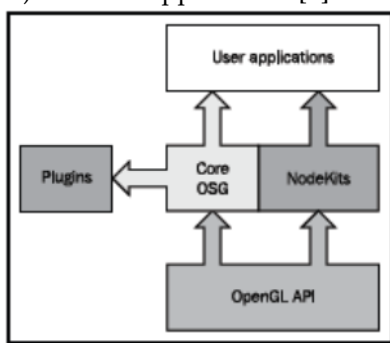 User applications
Plugins
Core
OSG
NodeKits
OpenGL API